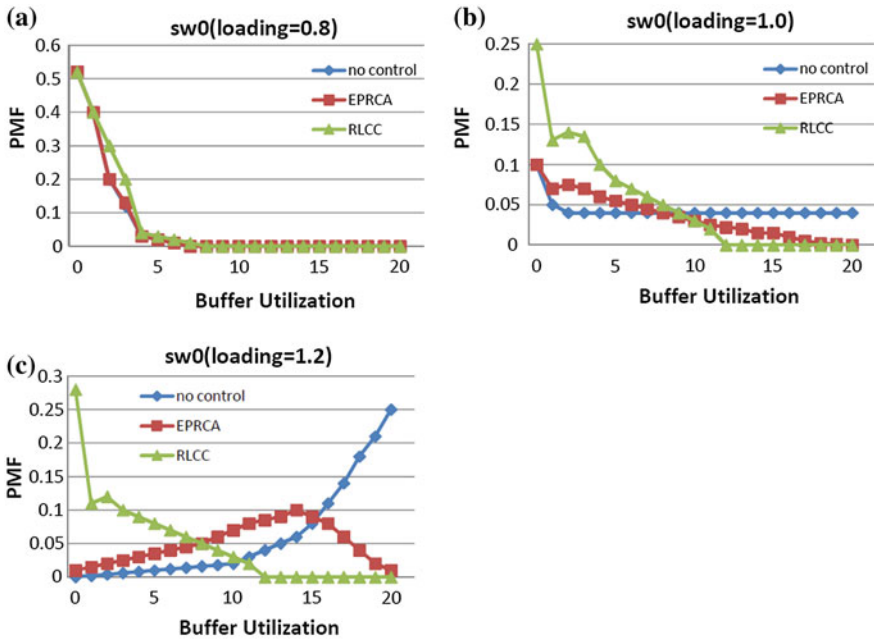 (a)
sw0(loading=0.8)
0.6
0.5
0.4
0.3
0.2
0.1
0
PMF
no control
EPRCA
RLCC
0 5 10 15 20
Buffer Utilization
(b)
sw0(loading=1.0)
0.25
0.2
0.15
0.1
0.05
0
PMF
no control
EPRCA
RLCC
0 5 10 15 20
Buffer Utilization
(c)
sw0(loading=1.2)
0.3
0.25
0.2
0.15
0.1
0.05
0
PMF
no control
EPRCA
RLCC
0 5 10 15 20
Buffer Utilization